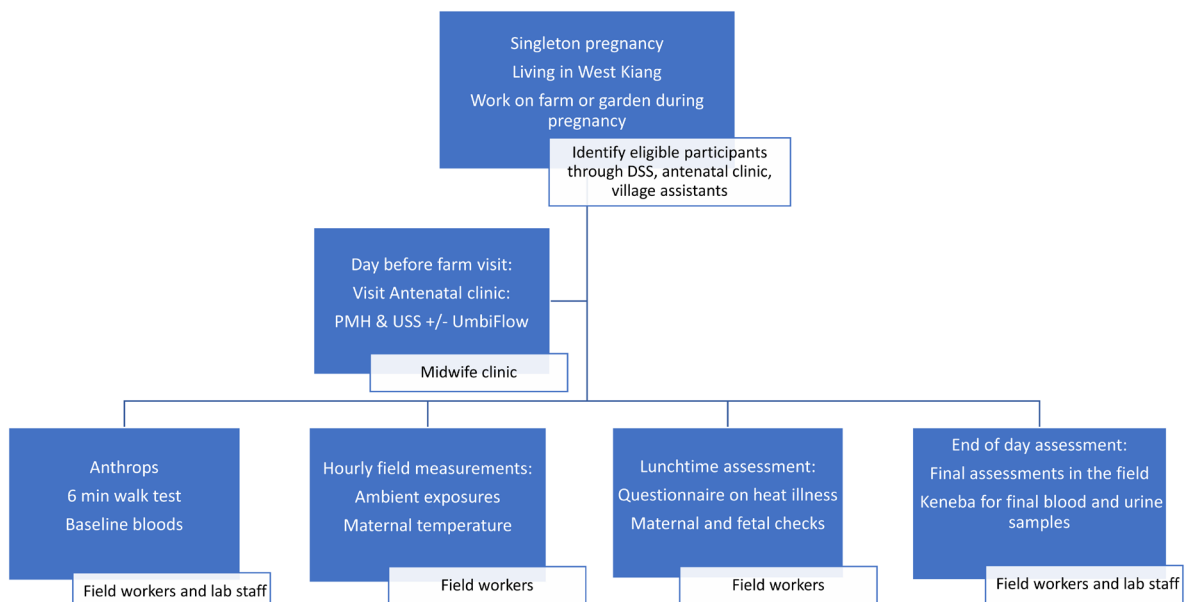 Singleton pregnancy
Living in West Kiang
Work on farm or garden during
pregnancy
Identify eligible participants
through DSS, antenatal clinic,
village assistants
Day before farm visit:
Visit Antenatal clinic:
PMH & USS +/- UmbiFlow
Midwife clinic
Anthrops
6 min walk test
Baseline bloods
Field workers and lab staff
Hourly field measurements:
Ambient exposures
Maternal temperature
Field workers
Lunchtime assessment:
Questionnaire on heat illness
Maternal and fetal checks
Field workers
End of day assessment:
Final assessments in the field
Keneba for final blood and urine
samples
Field workers and lab staff